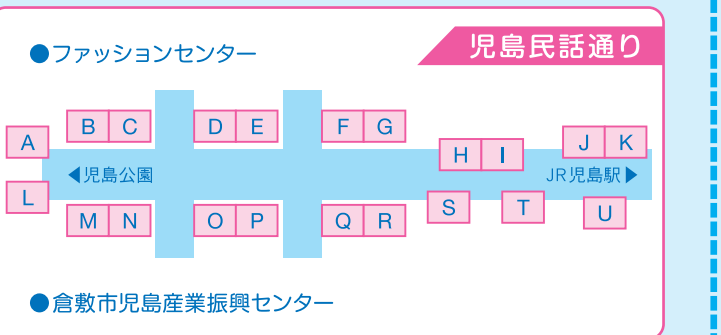 児島民話通り
●ファッションセンター
B C D E F G
A H I J K
◀児島公園 JR児島駅▶
L S T U
M N O P Q R
●倉敷市児島産業振興センター